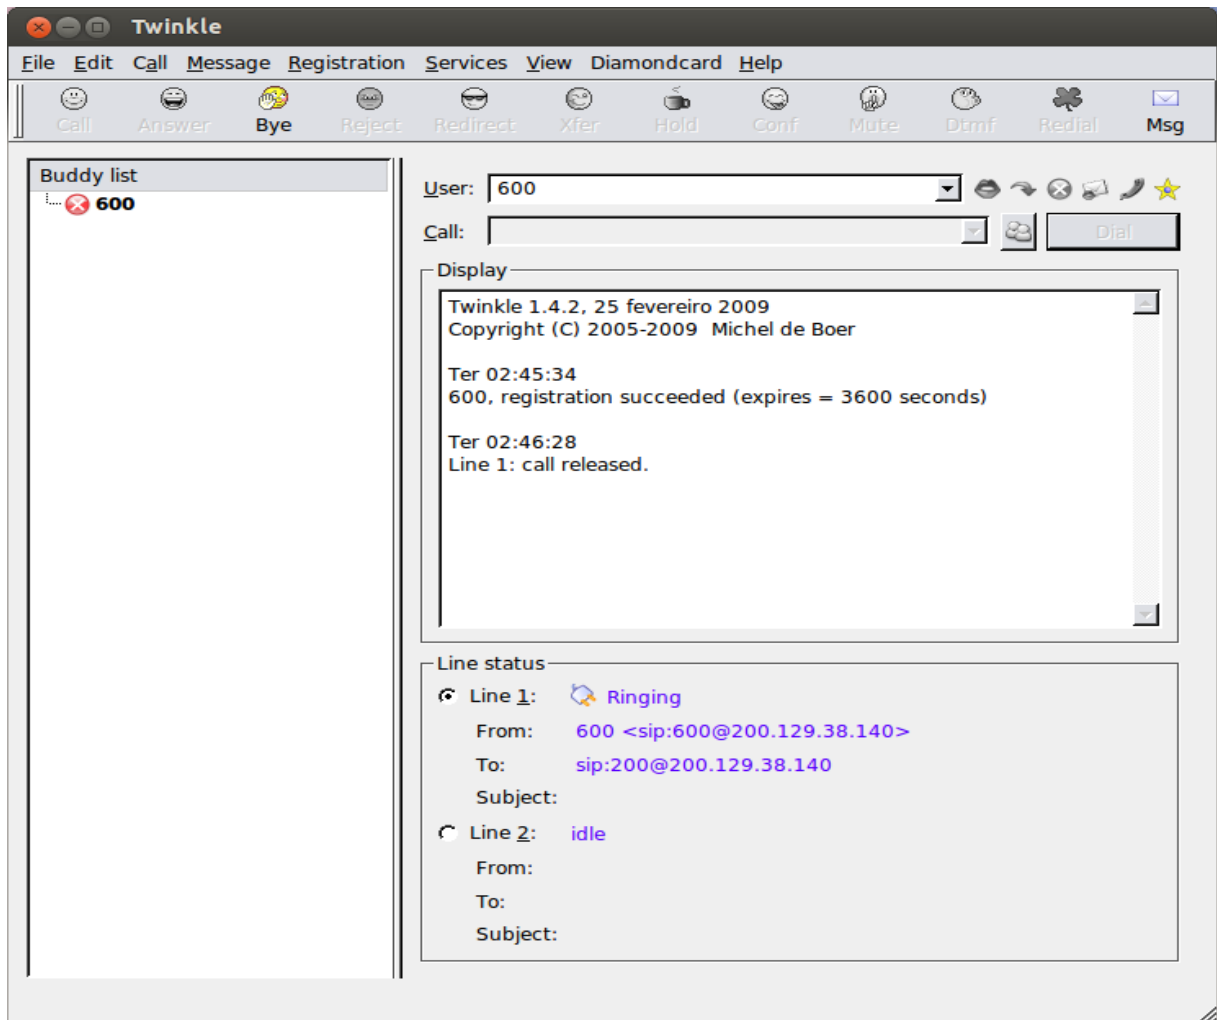 Twinkle
File Edit Call Message Registration Services View Diamondcard Help
Call Answer Bye Reject Redirect Xfer Hold Conf Mute Dtmf Redial Msg
Buddy list
600
User: 600
Call: Dial
Display
Twinkle 1.4.2, 25 fevereiro 2009
Copyright (C) 2005-2009 Michel de Boer
Ter 02:45:34
600, registration succeeded (expires = 3600 seconds)
Ter 02:46:28
Line 1: call released.
Line status
Line 1: Ringing
From: 600 <sip:600@200.129.38.140>
To: sip:200@200.129.38.140
Subject:
Line 2: idle
From:
To:
Subject: